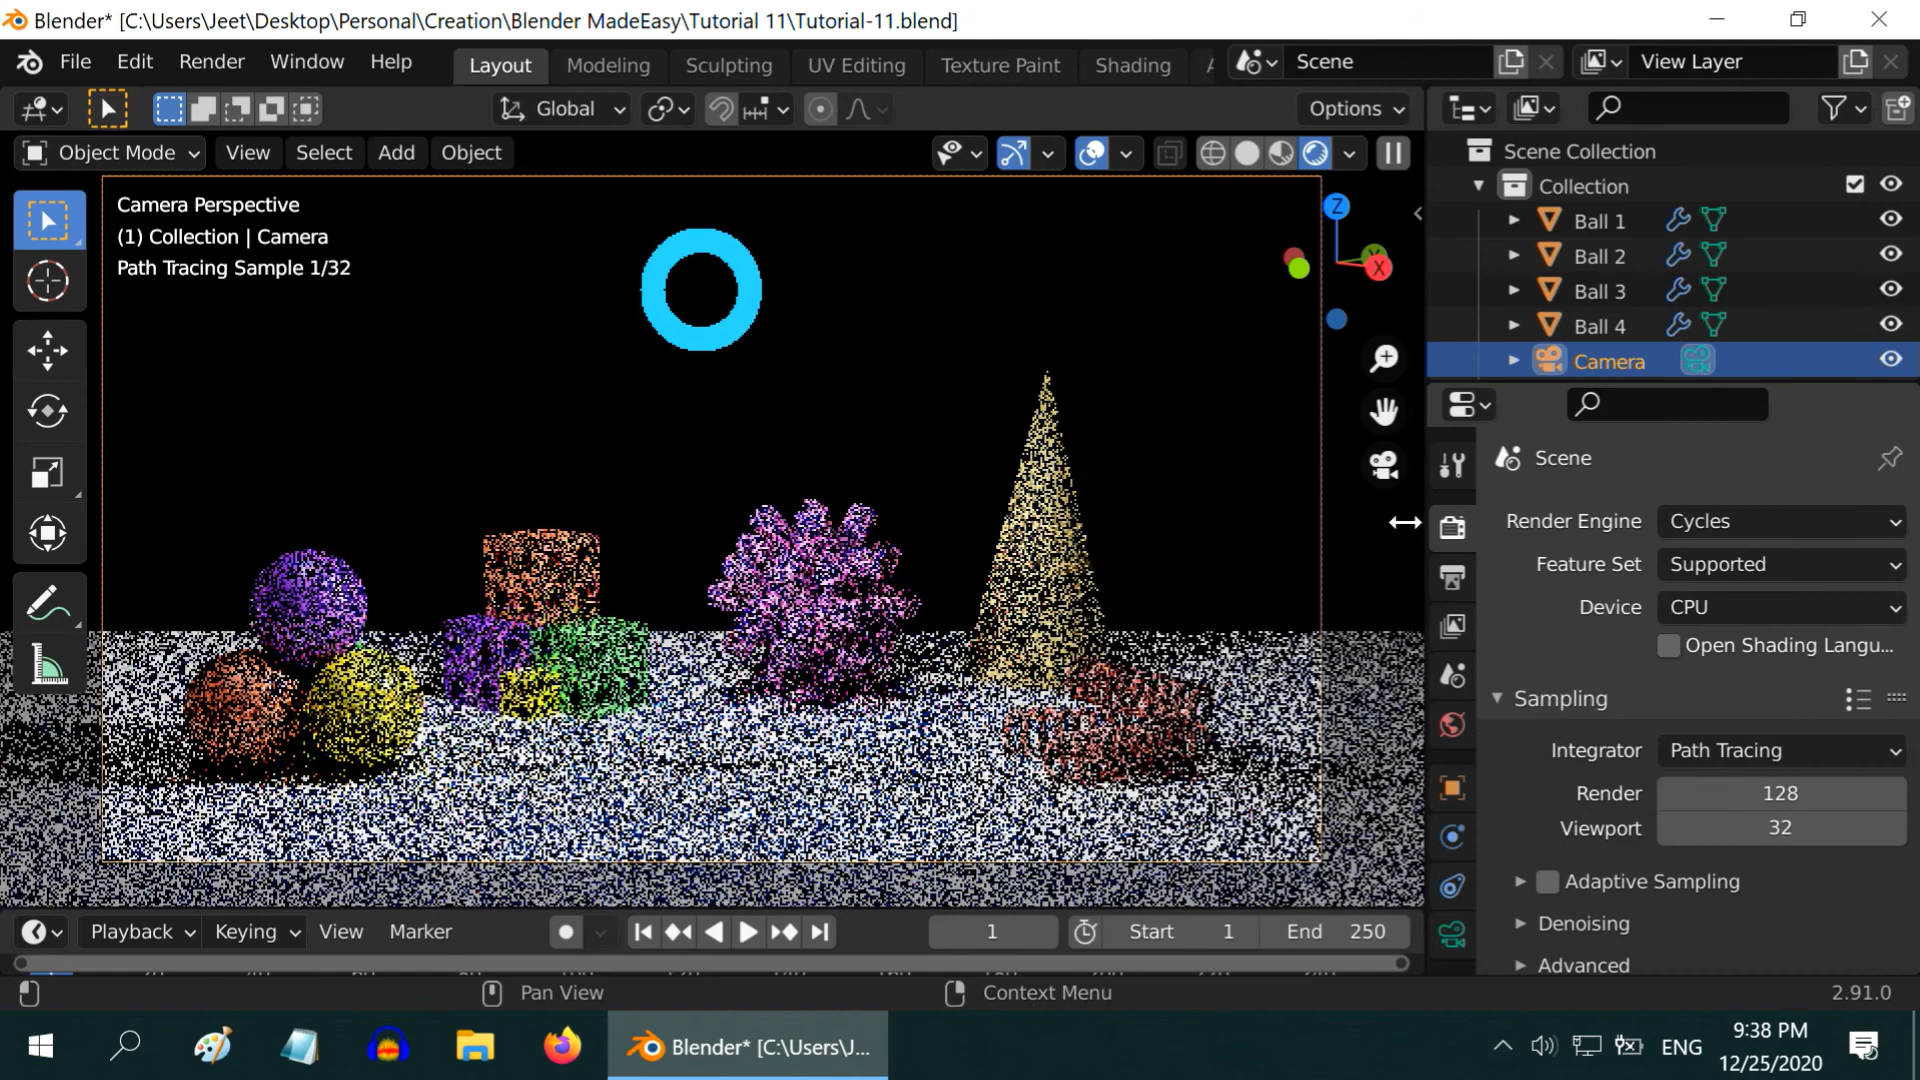 Blender* [C:\Users\Jeet\Desktop\Personal\Creation\Blender MadeEasy\Tutorial 11\Tutorial-11.blend]
File Edit Render Window Help Layout Modeling Sculpting UV Editing Texture Paint Shading Scene View Layer
Global Options
Object Mode View Select Add Object
Camera Perspective
(1) Collection | Camera
Path Tracing Sample 1/32
Z
Y
X
Scene Collection
Collection
Ball 1
Ball 2
Ball 3
Ball 4
Camera
Scene
Render Engine Cycles
Feature Set Supported
Device CPU
Open Shading Langu...
Sampling
Integrator Path Tracing
Render 128
Viewport 32
Adaptive Sampling
Denoising
Advanced
Playback Keying View Marker 1 Start 1 End 250
Pan View Context Menu 2.91.0
Blender* [C:\Users\J... ENG 9:38 PM
12/25/2020